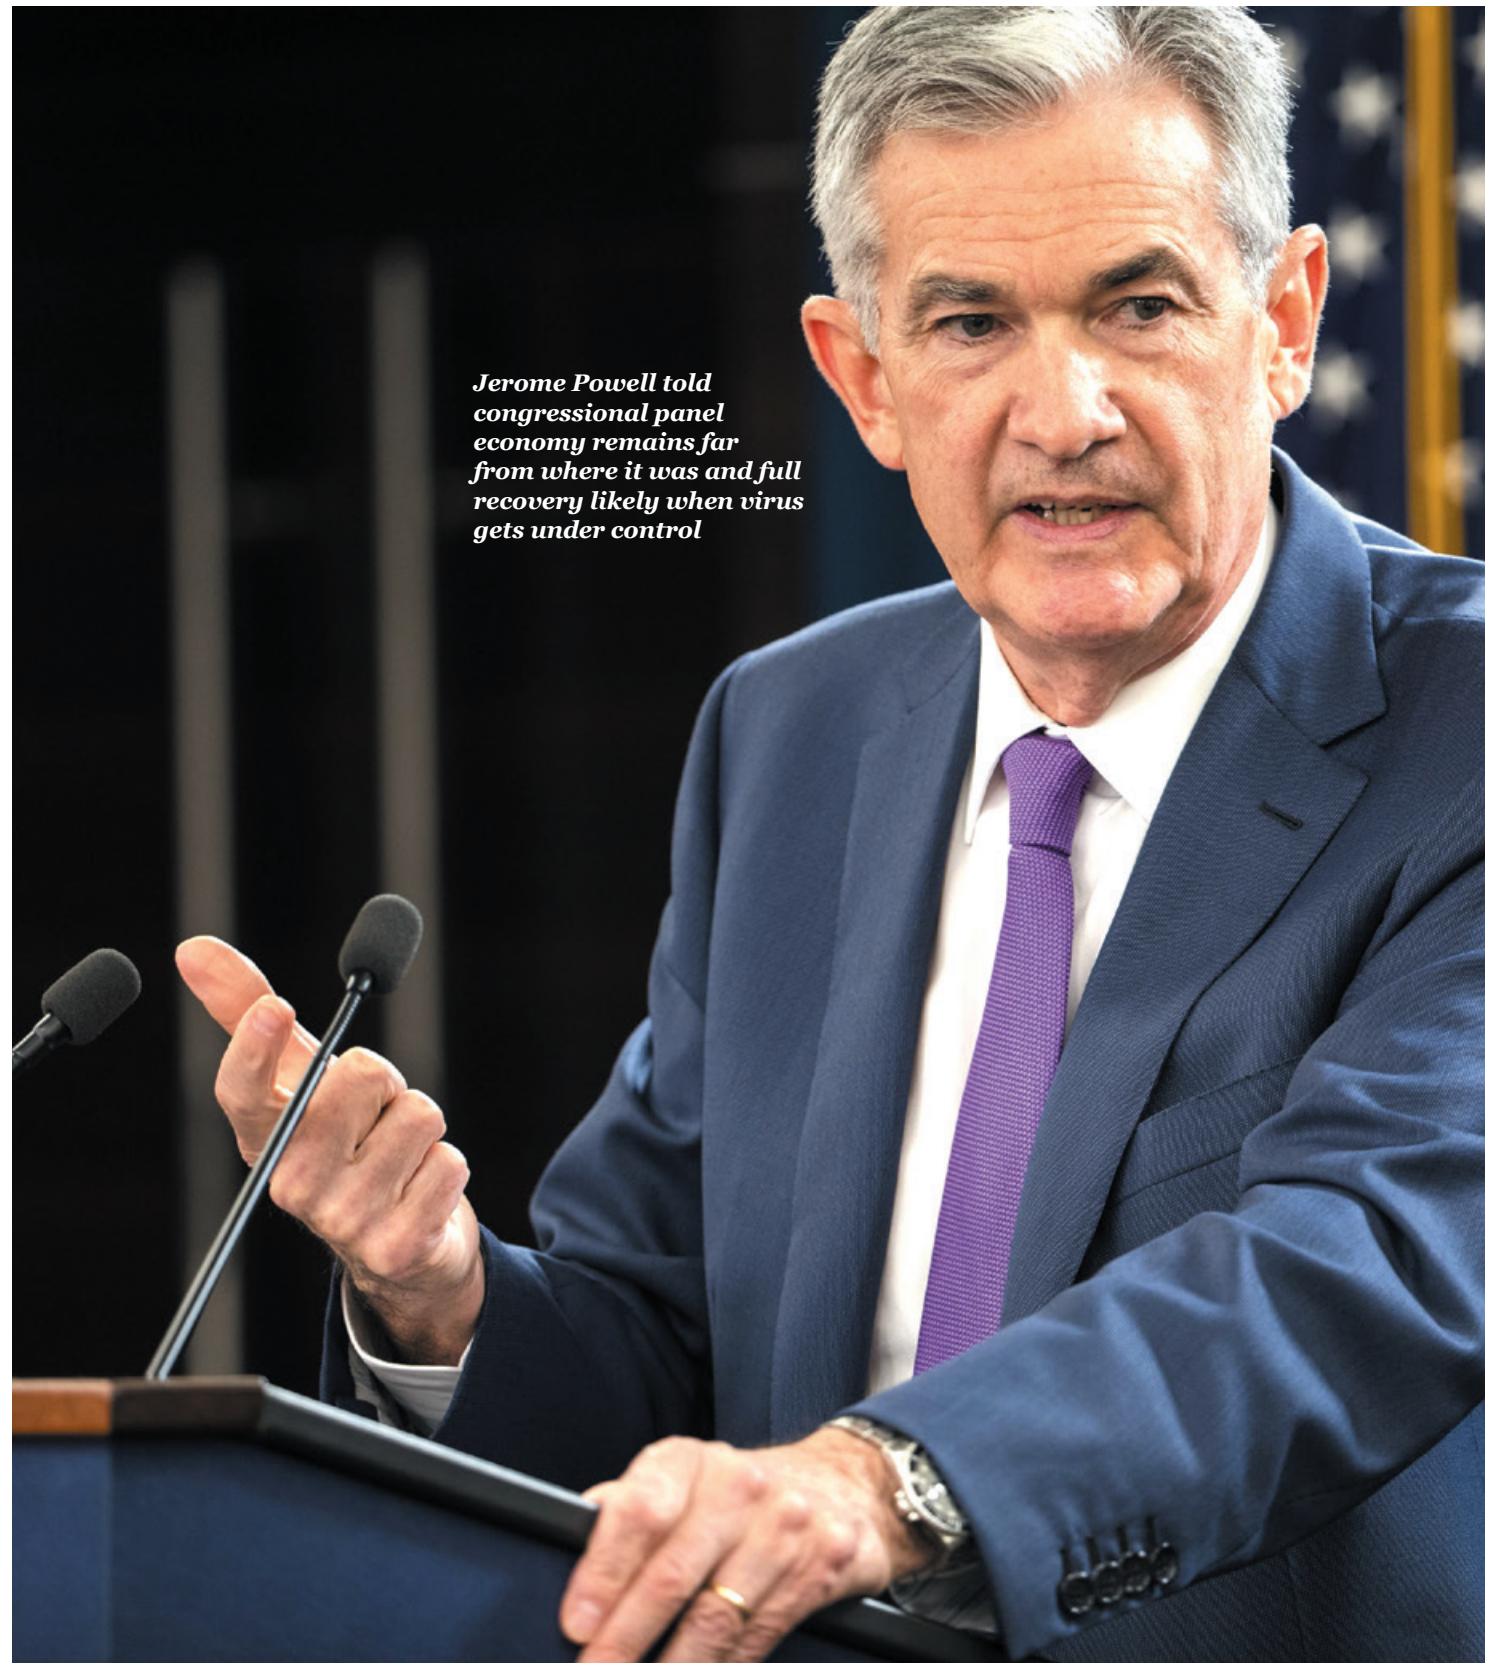 Jerome Powell told
congressional panel
economy remains far
from where it was and full
recovery likely when virus
gets under control